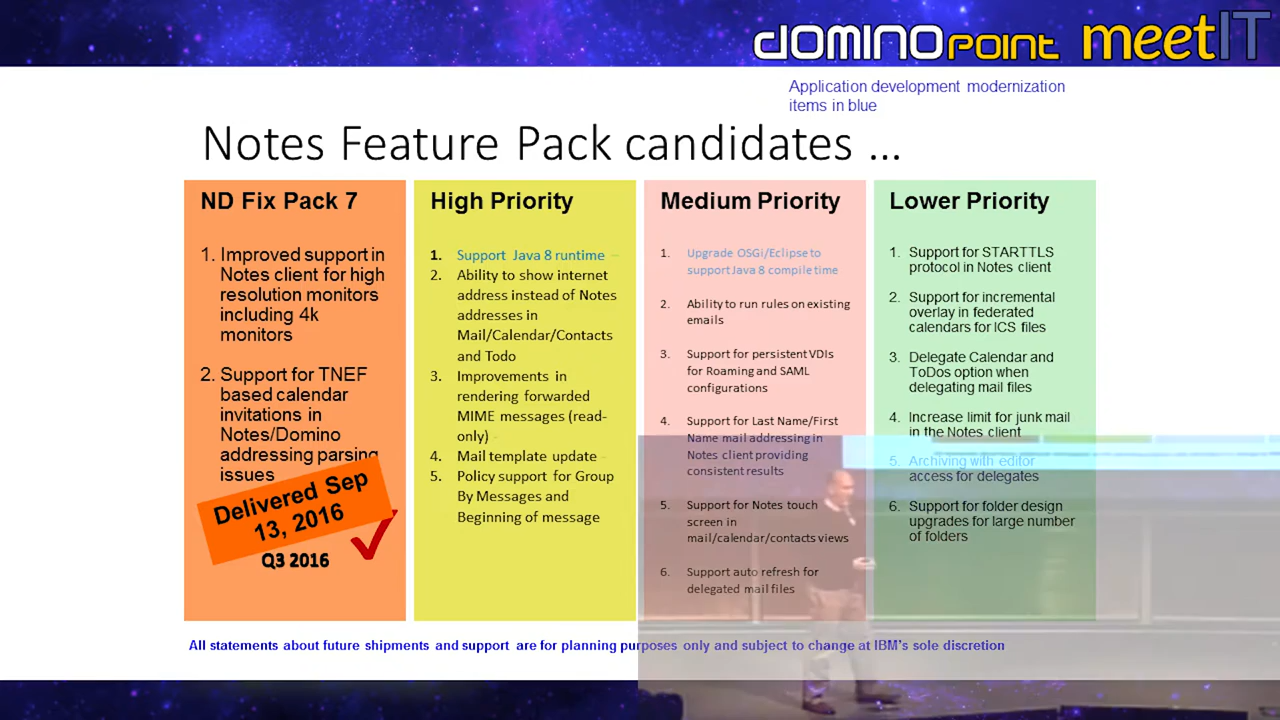 DOMINO POINT meetIT
Application development modernization
items in blue
Notes Feature Pack candidates ...
ND Fix Pack 7
1. Improved support in
Notes client for high
resolution monitors
including 4k
monitors
2. Support for TNEF
based calendar
invitations in
Notes/Domino
addressing parsing
issues
Delivered Sep
13, 2016
Q3 2016
High Priority
1. Support Java 8 runtime –
2. Ability to show internet
address instead of Notes
addresses in
Mail/Calendar/Contacts
and Todo
3. Improvements in
rendering forwarded
MIME messages (read-
only) -
4. Mail template update -
5. Policy support for Group
By Messages and
Beginning of message
Medium Priority
1. Upgrade OSGi/Eclipse to
support Java 8 compile time
2. Ability to run rules on existing
emails
3. Support for persistent VDIs
for Roaming and SAML
configurations
4. Support for Last Name/First
Name mail addressing in
Notes client providing
consistent results
5. Support for Notes touch
screen in
mail/calendar/contacts views
6. Support auto refresh for
delegated mail files
Lower Priority
1. Support for STARTTLS
protocol in Notes client
2. Support for incremental
overlay in federated
calendars for ICS files
3. Delegate Calendar and
ToDos option when
delegating mail files
4. Increase limit for junk mail
in the Notes client
5. Archiving with editor
access for delegates
6. Support for folder design
upgrades for large number
of folders
All statements about future shipments and support are for planning purposes only and subject to change at IBM's sole discretion